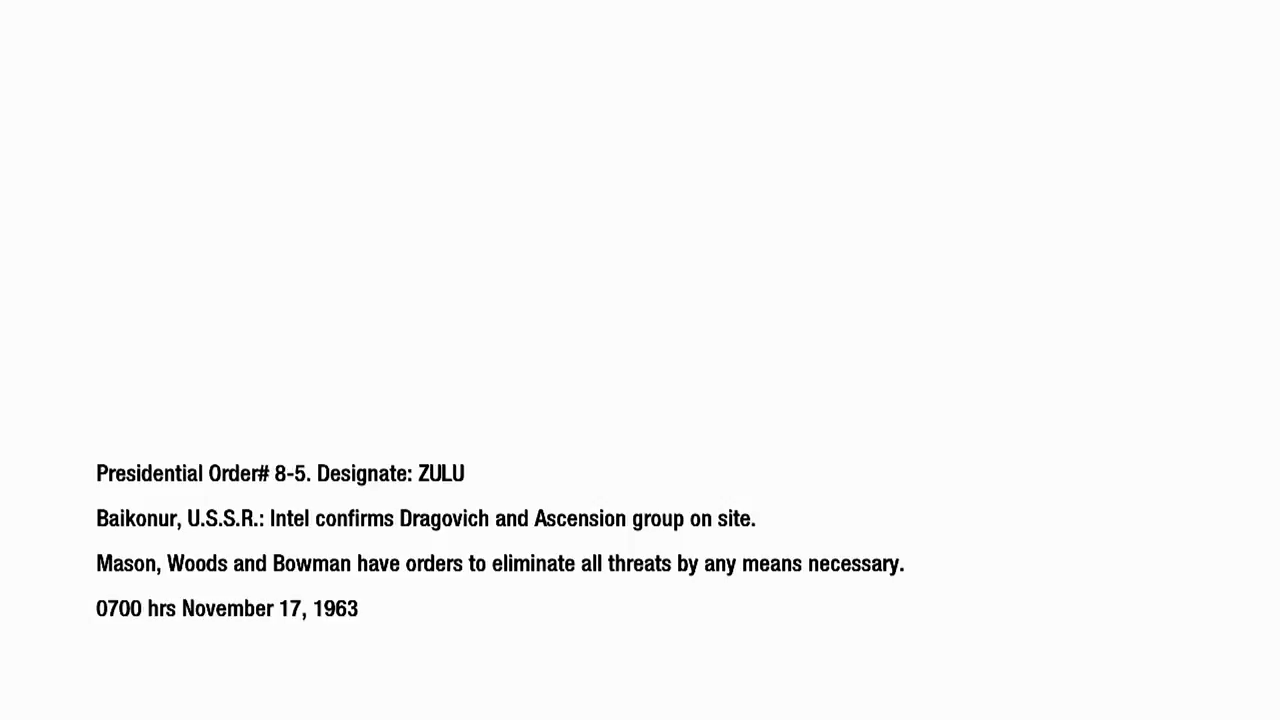 Presidential Order# 8-5. Designate: ZULU
Baikonur, U.S.S.R.: Intel confirms Dragovich and Ascension group on site.
Mason, Woods and Bowman have orders to eliminate all threats by any means necessary.
0700 hrs November 17, 1963